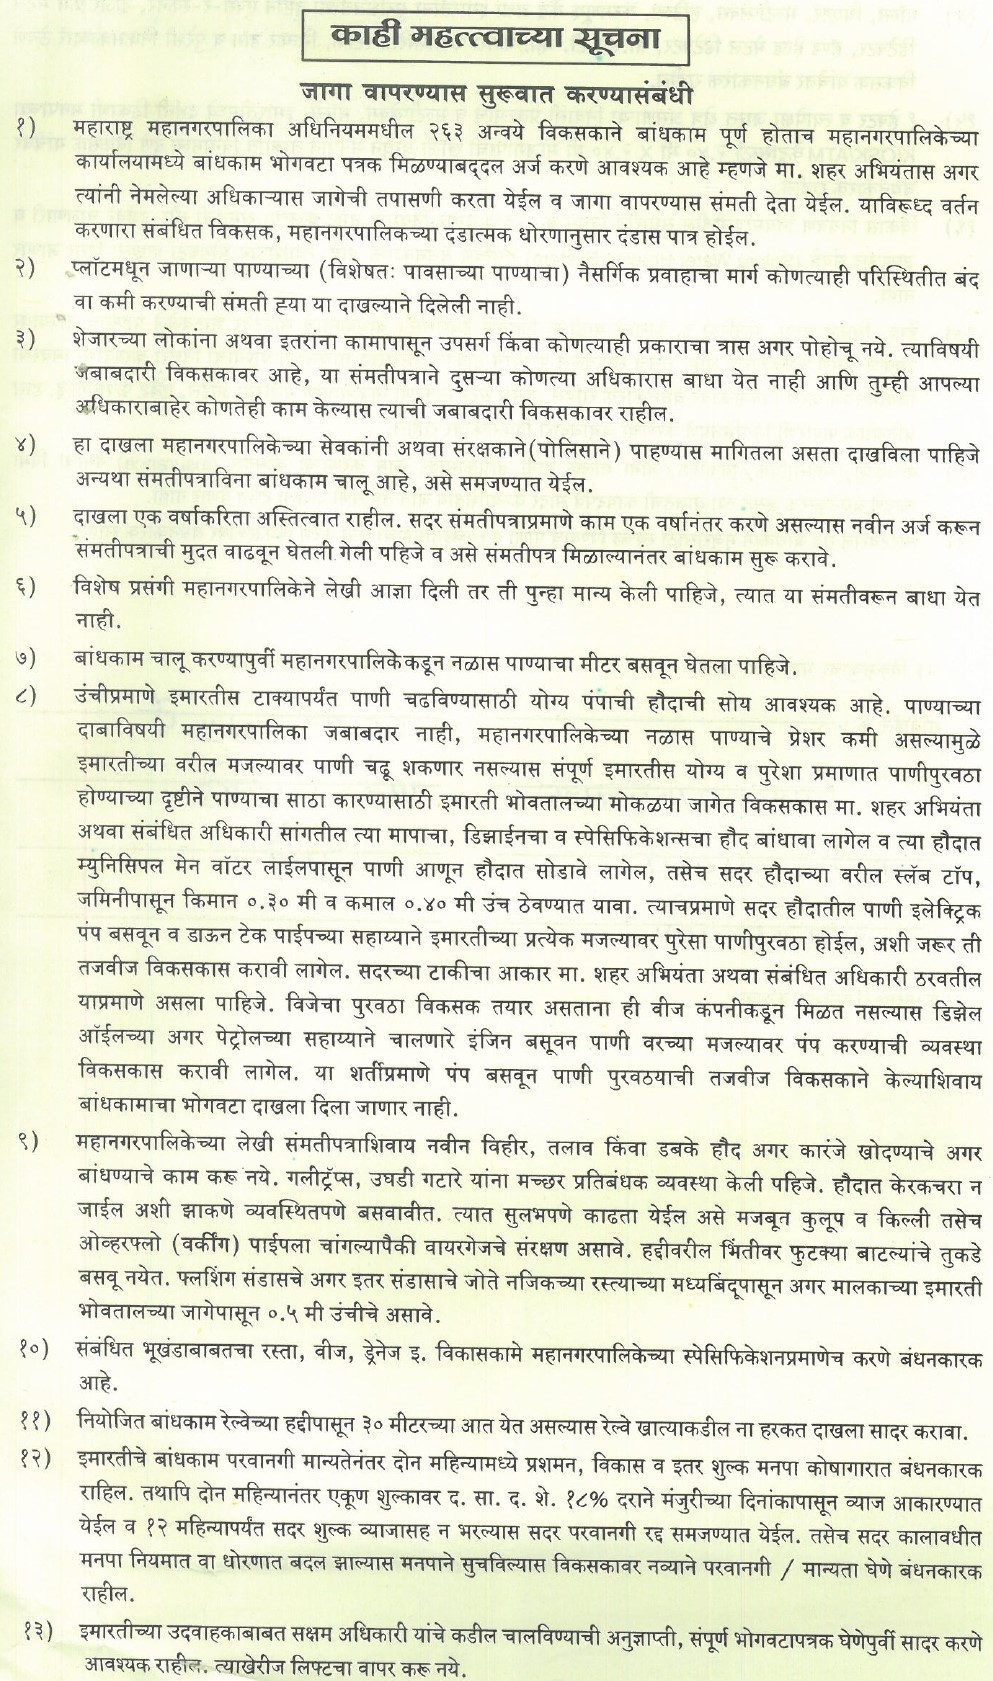 काही महत्त्वाच्या सूचना
जागा वापरण्यास सुरूवात करण्यासंबंधी
१) महाराष्ट्र महानगरपालिका अधिनियममधील २६३ अन्वये विकसकाने बांधकाम पूर्ण होताच महानगरपालिकेच्या
कार्यालयामध्ये बांधकाम भोगवटा पत्रक मिळण्याबद्दल अर्ज करणे आवश्यक आहे म्हणजे मा. शहर अभियंतास अगर
त्यांनी नेमलेल्या अधिकाऱ्यास जागेची तपासणी करता येईल व जागा वापरण्यास संमती देता येईल. याविरूध्द वर्तन
करणारा संबंधित विकसक, महानगरपालिकच्या दंडात्मक धोरणानुसार दंडास पात्र होईल.
२) प्लॉटमधून जाणाऱ्या पाण्याच्या (विशेषतः पावसाच्या पाण्याचा) नैसर्गिक प्रवाहाचा मार्ग कोणत्याही परिस्थितीत बंद
वा कमी करण्याची संमती ह्या या दाखल्याने दिलेली नाही.
३) शेजारच्या लोकांना अथवा इतरांना कामापासून उपसर्ग किंवा कोणत्याही प्रकाराचा त्रास अगर पोहोचू नये. त्याविषयी
जबाबदारी विकसकावर आहे, या संमतीपत्राने दुसऱ्या कोणत्या अधिकारास बाधा येत नाही आणि तुम्ही आपल्या
अधिकाराबाहेर कोणतेही काम केल्यास त्याची जबाबदारी विकसकावर राहील.
४) हा दाखला महानगरपालिकेच्या सेवकांनी अथवा संरक्षकाने(पोलिसाने) पाहण्यास मागितला असता दाखविला पाहिजे
अन्यथा संमतीपत्राविना बांधकाम चालू आहे, असे समजण्यात येईल.
५) दाखला एक वर्षाकरिता अस्तित्वात राहील. सदर संमतीपत्राप्रमाणे काम एक वर्षानंतर करणे असल्यास नवीन अर्ज करून
संमतीपत्राची मुदत वाढवून घेतली गेली पहिजे व असे संमतीपत्र मिळाल्यानंतर बांधकाम सुरू करावे.
६) विशेष प्रसंगी महानगरपालिकेने लेखी आज्ञा दिली तर ती पुन्हा मान्य केली पाहिजे, त्यात या संमतीवरून बाधा येत
नाही.
७) बांधकाम चालू करण्यापुर्वी महानगरपालिकेकडून नळास पाण्याचा मीटर बसवून घेतला पाहिजे.
८) उंचीप्रमाणे इमारतीस टाक्यापर्यंत पाणी चढविण्यासाठी योग्य पंपाची हौदाची सोय आवश्यक आहे. पाण्याच्या
दाबाविषयी महानगरपालिका जबाबदार नाही, महानगरपालिकेच्या नळास पाण्याचे प्रेशर कमी असल्यामुळे
इमारतीच्या वरील मजल्यावर पाणी चढू शकणार नसल्यास संपूर्ण इमारतीस योग्य व पुरेशा प्रमाणात पाणीपुरवठा
होण्याच्या दृष्टीने पाण्याचा साठा कारण्यासाठी इमारती भोवतालच्या मोकळया जागेत विकसकास मा. शहर अभियंता
अथवा संबंधित अधिकारी सांगतील त्या मापाचा, डिझाईनचा व स्पेसिफिकेशन्सचा हौद बांधावा लागेल व त्या हौदात
म्युनिसिपल मेन वॉटर लाईलपासून पाणी आणून हौदात सोडावे लागेल, तसेच सदर हौदाच्या वरील स्लॅब टॉप,
जमिनीपासून किमान ०.३० मी व कमाल ०.४० मी उंच ठेवण्यात यावा. त्याचप्रमाणे सदर हौदातील पाणी इलेक्ट्रिक
पंप बसवून व डाऊन टेक पाईपच्या सहाय्याने इमारतीच्या प्रत्येक मजल्यावर पुरेसा पाणीपुरवठा होईल, अशी जरूर ती
तजवीज विकसकास करावी लागेल. सदरच्या टाकीचा आकार मा. शहर अभियंता अथवा संबंधित अधिकारी ठरवतील
याप्रमाणे असला पाहिजे. विजेचा पुरवठा विकसक तयार असताना ही वीज कंपनीकडून मिळत नसल्यास डिझेल
ऑईलच्या अगर पेट्रोलच्या सहाय्याने चालणारे इंजिन बसूवन पाणी वरच्या मजल्यावर पंप करण्याची व्यवस्था
विकसकास करावी लागेल. या शर्तीप्रमाणे पंप बसवून पाणी पुरवठयाची तजवीज विकसकाने केल्याशिवाय
बांधकामाचा भोगवटा दाखला दिला जाणार नाही.
९) महानगरपालिकेच्या लेखी संमतीपत्राशिवाय नवीन विहीर, तलाव किंवा डबके हौद अगर कारंजे खोदण्याचे अगर
बांधण्याचे काम करू नये. गलीट्रॅप्स, उघडी गटारे यांना मच्छर प्रतिबंधक व्यवस्था केली पहिजे. हौदात केरकचरा न
जाईल अशी झाकणे व्यवस्थितपणे बसवावीत. त्यात सुलभपणे काढता येईल असे मजबूत कुलूप व किल्ली तसेच
ओव्हरफ्लो (वर्कींग) पाईपला चांगल्यापैकी वायरगेजचे संरक्षण असावे. हद्दीवरील भिंतीवर फुटक्या बाटल्यांचे तुकडे
बसवू नयेत. फ्लशिंग संडासचे अगर इतर संडासाचे जोते नजिकच्या रस्त्याच्या मध्यबिंदूपासून अगर मालकाच्या इमारती
भोवतालच्या जागेपासून ०.५ मी उंचीचे असावे.
१०) संबंधित भूखंडाबाबतचा रस्ता, वीज, ड्रेनेज इ. विकासकामे महानगरपालिकेच्या स्पेसिफिकेशनप्रमाणेच करणे बंधनकारक
आहे.
११) नियोजित बांधकाम रेल्वेच्या हद्दीपासून ३० मीटरच्या आत येत असल्यास रेल्वे खात्याकडील ना हरकत दाखला सादर करावा.
१२) इमारतीचे बांधकाम परवानगी मान्यतेनंतर दोन महिन्यामध्ये प्रशमन, विकास व इतर शुल्क मनपा कोषागारात बंधनकारक
राहिल. तथापि दोन महिन्यानंतर एकूण शुल्कावर द. सा. द. शे. १८% दराने मंजुरीच्या दिनांकापासून व्याज आकारण्यात
येईल व १२ महिन्यापर्यंत सदर शुल्क व्याजासह न भरल्यास सदर परवानगी रद्द समजण्यात येईल. तसेच सदर कालावधीत
मनपा नियमात वा धोरणात बदल झाल्यास मनपाने सुचविल्यास विकसकावर नव्याने परवानगी / मान्यता घेणे बंधनकारक
राहील.
१३) इमारतीच्या उदवाहकाबाबत सक्षम अधिकारी यांचे कडील चालविण्याची अनुज्ञाप्ती, संपूर्ण भोगवटापत्रक घेणेपुर्वी सादर करणे
आवश्यक राहील. त्याखेरीज लिफ्टचा वापर करू नये.